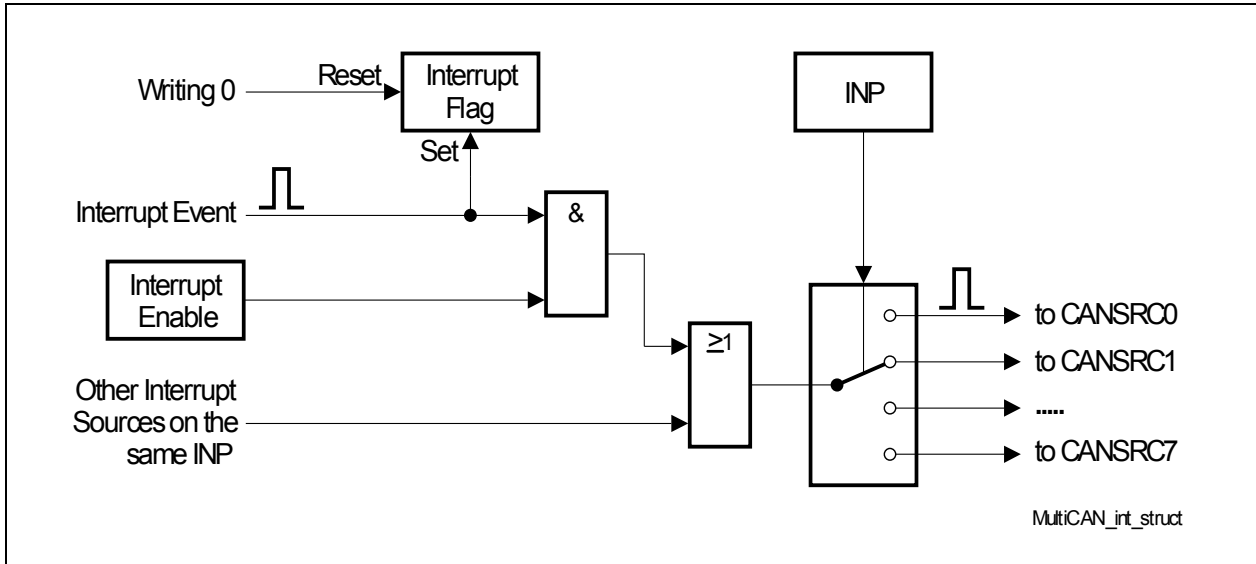 Writing 0
Reset
Interrupt
Flag
INP
Set
Interrupt Event
&
Interrupt
Enable
≥1
to CANSRC0
to CANSRC1
.....
to CANSRC7
Other Interrupt
Sources on the
same INP
MultiCAN_int_struct